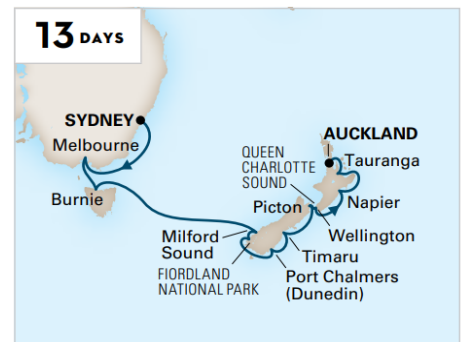 13 DAYS
SYDNEY
Melbourne
Burnie
AUCKLAND
QUEEN
CHARLOTTE
SOUND
Tauranga
Picton
Napier
Wellington
Milford
Sound
Timaru
FIORDLAND
NATIONAL PARK
Port Chalmers
(Dunedin)